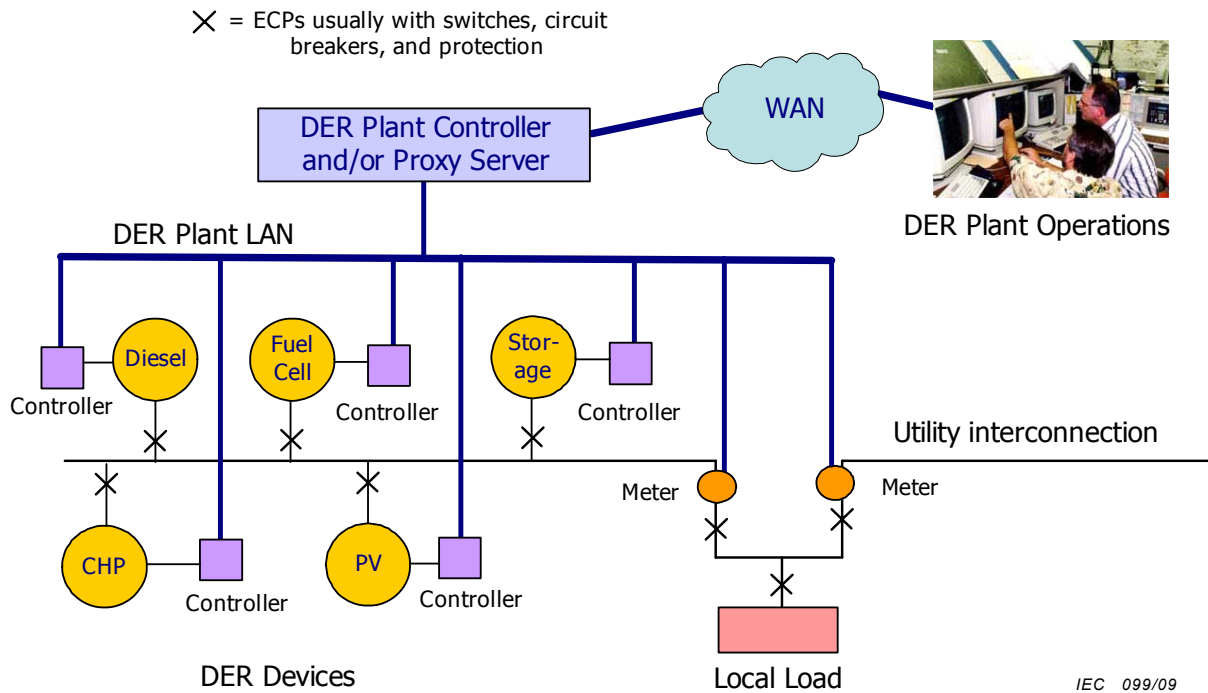 = ECPs usually with switches, circuit
breakers, and protection
WAN
DER Plant Controller
and/or Proxy Server
DER Plant Operations
DER Plant LAN
Diesel
Fuel
Cell
Stor-
age
Controller
Controller
Controller
Utility interconnection
Meter
Meter
CHP
PV
Controller
Controller
DER Devices
Local Load
IEC 099/09